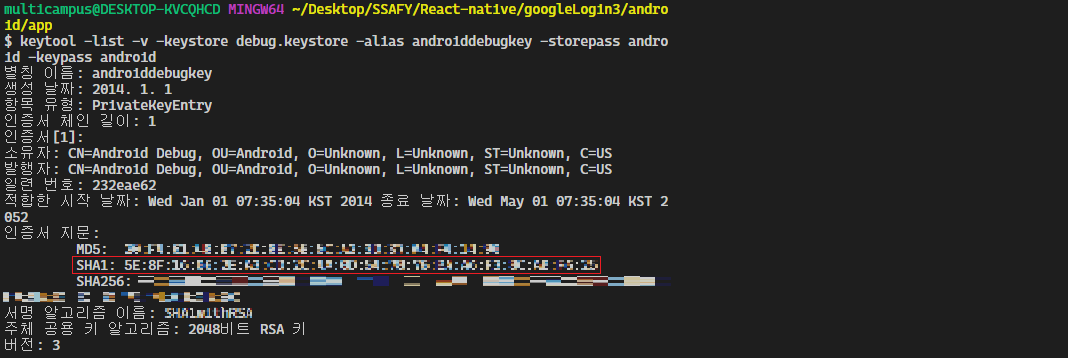 multicampus@DESKTOP-KVCQHCD MINGW64 ~/Desktop/SSAFY/React-native/googleLogin3/andro
id/app
$ keytool -list -v -keystore debug.keystore -alias androiddebugkey -storepass andro
id -keypass android
별칭 이름: androiddebugkey
생성 날짜: 2014. 1. 1
항목 유형: PrivateKeyEntry
인증서 체인 길이: 1
인증서[1]:
소유자: CN=Android Debug, OU=Android, O=Unknown, L=Unknown, ST=Unknown, C=US
발행자: CN=Android Debug, OU=Android, O=Unknown, L=Unknown, ST=Unknown, C=US
일련 번호: 232eae62
적합한 시작 날짜: Wed Jan 01 07:35:04 KST 2014 종료 날짜: Wed May 01 07:35:04 KST 2
052
인증서 지문:
MD5:
SHA1: 5E:8F:
SHA256:
서명 알고리즘 이름: SHA1withRSA
주체 공용 키 알고리즘: 2048비트 RSA 키
버전: 3